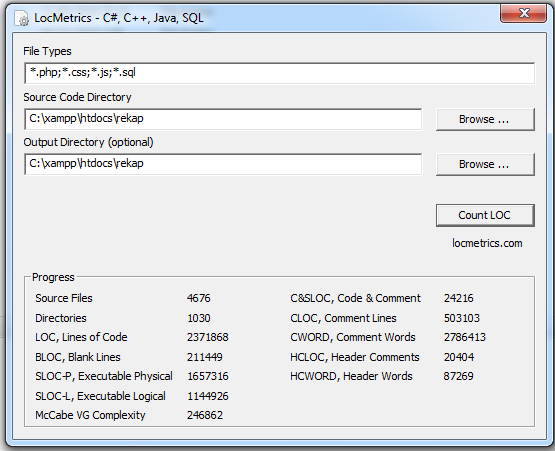 LocMetrics - C#, C++, Java, SQL
File Types
*.php;*.css;*.js;*.sql
Source Code Directory
C:\xampp\htdocs\rekap
Browse ...
Output Directory (optional)
C:\xampp\htdocs\rekap
Browse ...
Count LOC
locmetrics.com
Progress
Source Files 4676 C&SLOC, Code & Comment 24216
Directories 1030 CLOC, Comment Lines 503103
LOC, Lines of Code 2371868 CWORD, Comment Words 2786413
BLOC, Blank Lines 211449 HCLOC, Header Comments 20404
SLOC-P, Executable Physical 1657316 HCWORD, Header Words 87269
SLOC-L, Executable Logical 1144926
McCabe VG Complexity 246862